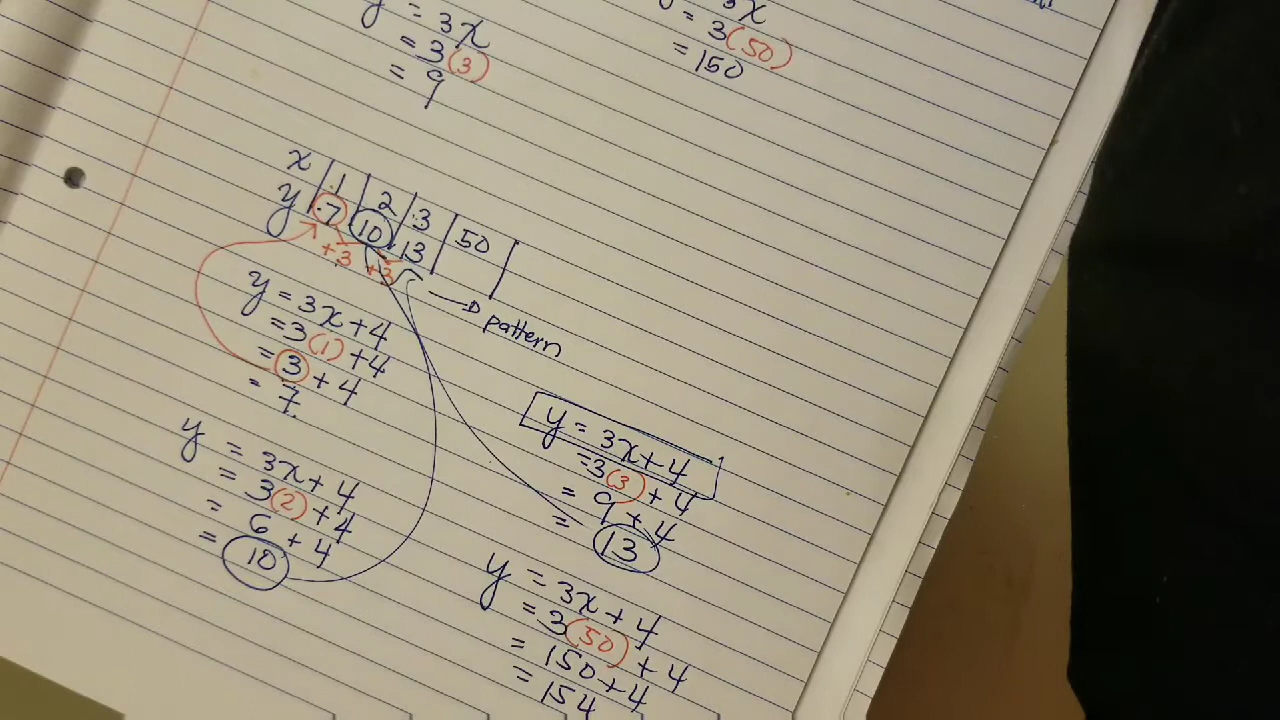 y = 3x
= 3(3)
= 9
3x
= 3(50)
= 150
x 1 2 3 50
y 7 10 13
+3 +3
→ pattern
y = 3x + 4
= 3(1) + 4
= 3 + 4
= 7
y = 3x + 4
= 3(2) + 4
= 6 + 4
= 10
y = 3x + 4
= 3(3) + 4
= 9 + 4
= 13
y = 3x + 4
= 3(50) + 4
= 150 + 4
= 154